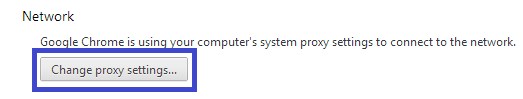 Network
Google Chrome is using your computer's system proxy settings to connect to the network.
Change proxy settings...